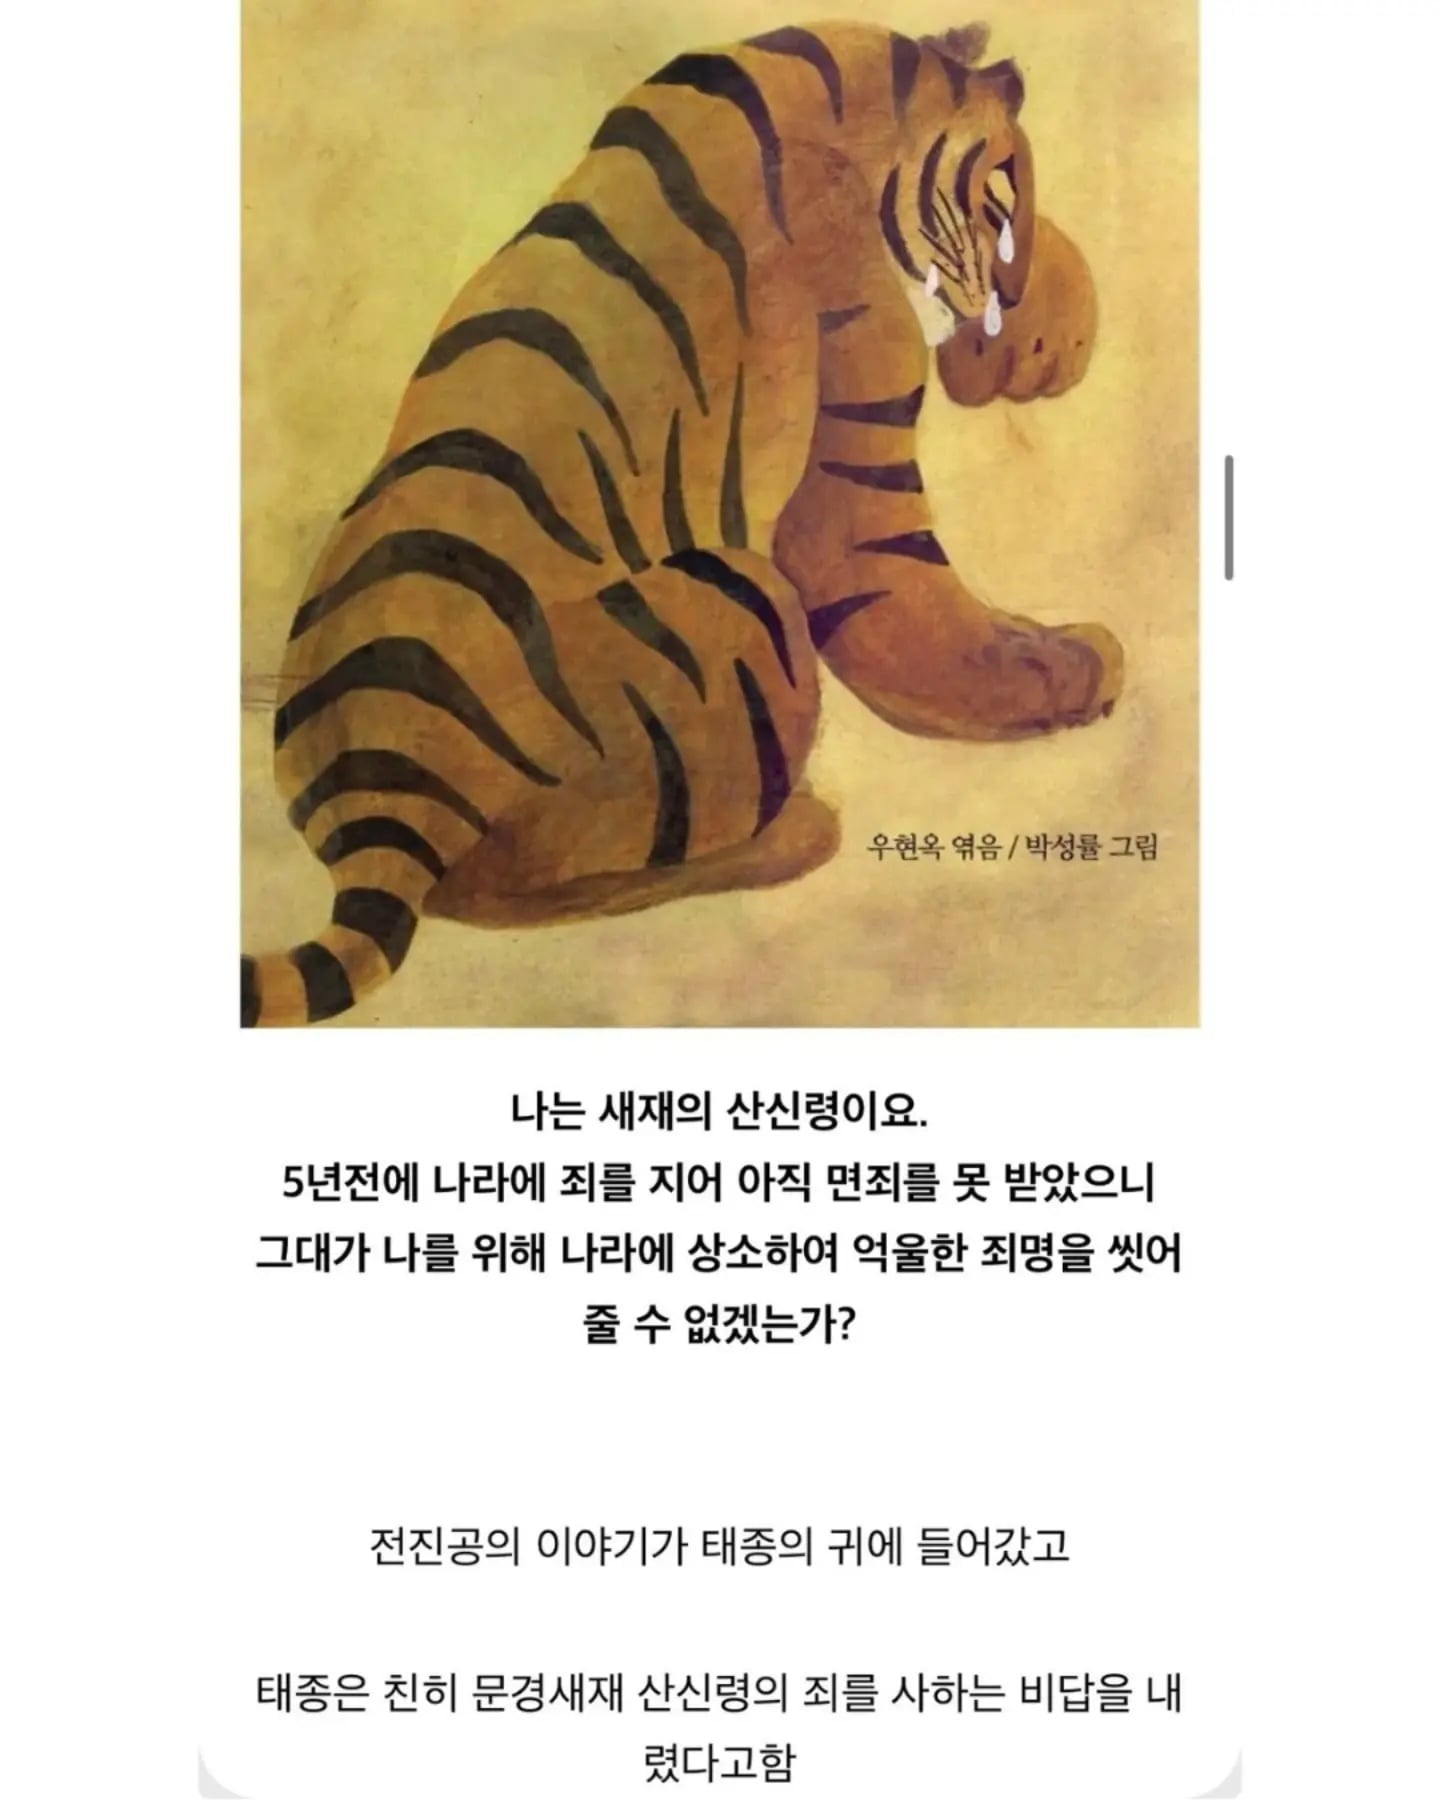 우현옥 엮음 / 박성률 그림
나는 새재의 산신령이요.
5년전에 나라에 죄를 지어 아직 면죄를 못 받았으니
그대가 나를 위해 나라에 상소하여 억울한 죄명을 씻어
줄 수 없겠는가?
전진공의 이야기가 태종의 귀에 들어갔고
태종은 친히 문경새재 산신령의 죄를 사하는 비답을 내
렸다고함